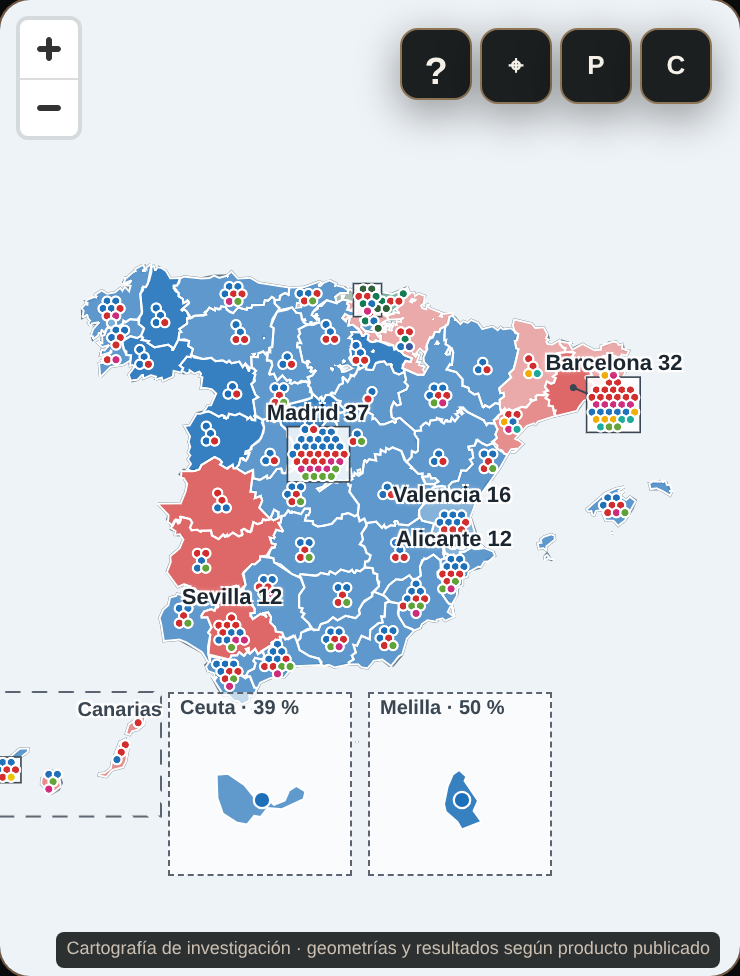 +
−
?
⌖
P
C
Barcelona 32
Madrid 37
Valencia 16
Alicante 12
Sevilla 12
Canarias
Ceuta · 39 %
Melilla · 50 %
Cartografía de investigación · geometrías y resultados según producto publicado